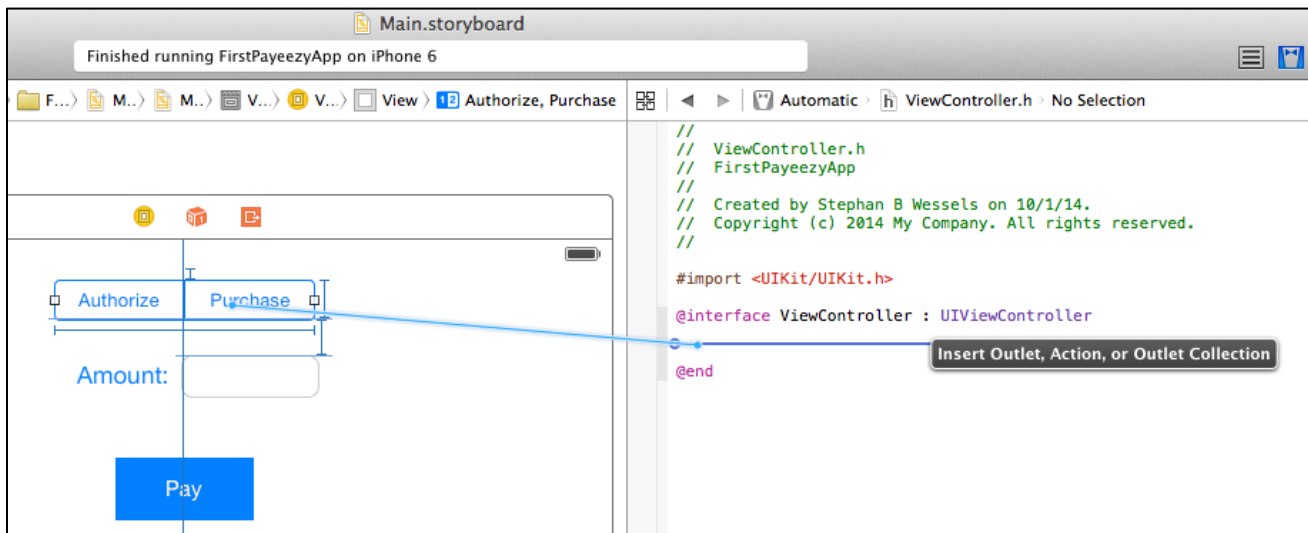 Main.storyboard
Finished running FirstPayeezyApp on iPhone 6
F... M.. M.. V... V... View 12 Authorize, Purchase
Automatic h ViewController.h No Selection
//
// ViewController.h
// FirstPayeezyApp
//
// Created by Stephan B Wessels on 10/1/14.
// Copyright (c) 2014 My Company. All rights reserved.
//
#import <UIKit/UIKit.h>
@interface ViewController : UIViewController
Insert Outlet, Action, or Outlet Collection
@end
Authorize Purchase
Amount:
Pay